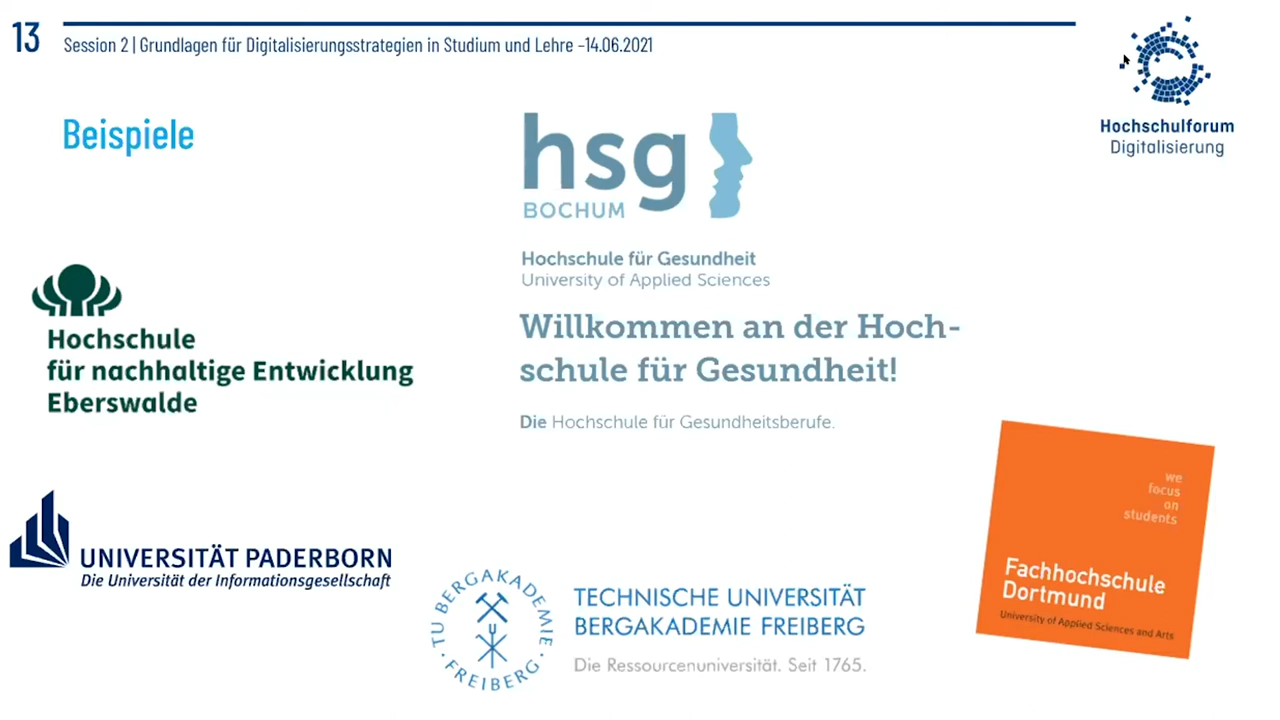 13
Session 2 | Grundlagen für Digitalisierungsstrategien in Studium und Lehre –14.06.2021
Hochschulforum
Digitalisierung
Beispiele
hsg
BOCHUM
Hochschule für Gesundheit
University of Applied Sciences
Willkommen an der Hoch-
schule für Gesundheit!
Die Hochschule für Gesundheitsberufe.
Hochschule
für nachhaltige Entwicklung
Eberswalde
we
focus
on
students
Fachhochschule
Dortmund
University of Applied Sciences and Arts
UNIVERSITÄT PADERBORN
Die Universität der Informationsgesellschaft
TU BERGAKADEMIE
· FREIBERG ·
TECHNISCHE UNIVERSITÄT
BERGAKADEMIE FREIBERG
Die Ressourcenuniversität. Seit 1765.